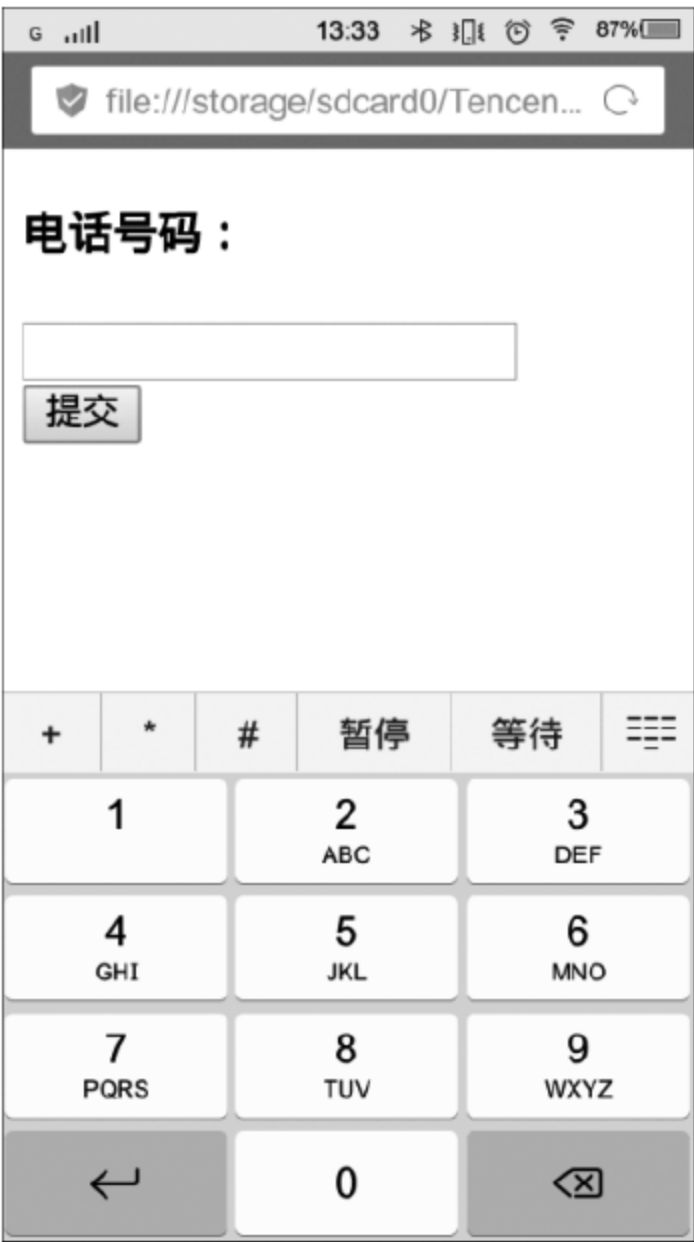 G 13:33 87%
file:///storage/sdcard0/Tencen...
电话号码：
提交
+ * # 暂停 等待
1 2 3
ABC DEF
4 5 6
GHI JKL MNO
7 8 9
PQRS TUV WXYZ
0